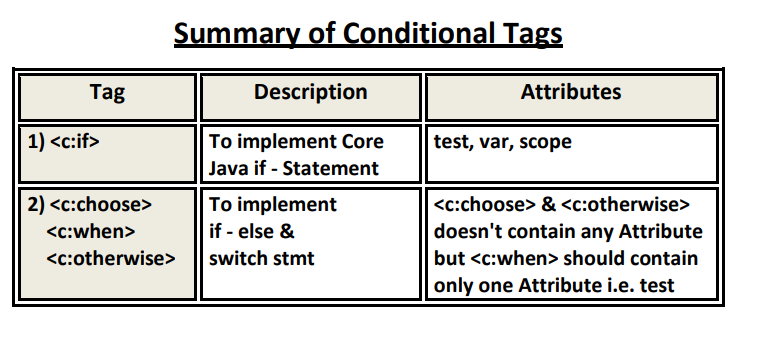 Summary of Conditional Tags
Tag
Description
Attributes
1) <c:if>
To implement Core
Java if - Statement
test, var, scope
2) <c:choose>
<c:when>
<c:otherwise>
To implement
if - else &
switch stmt
<c:choose> & <c:otherwise>
doesn't contain any Attribute
but <c:when> should contain
only one Attribute i.e. test